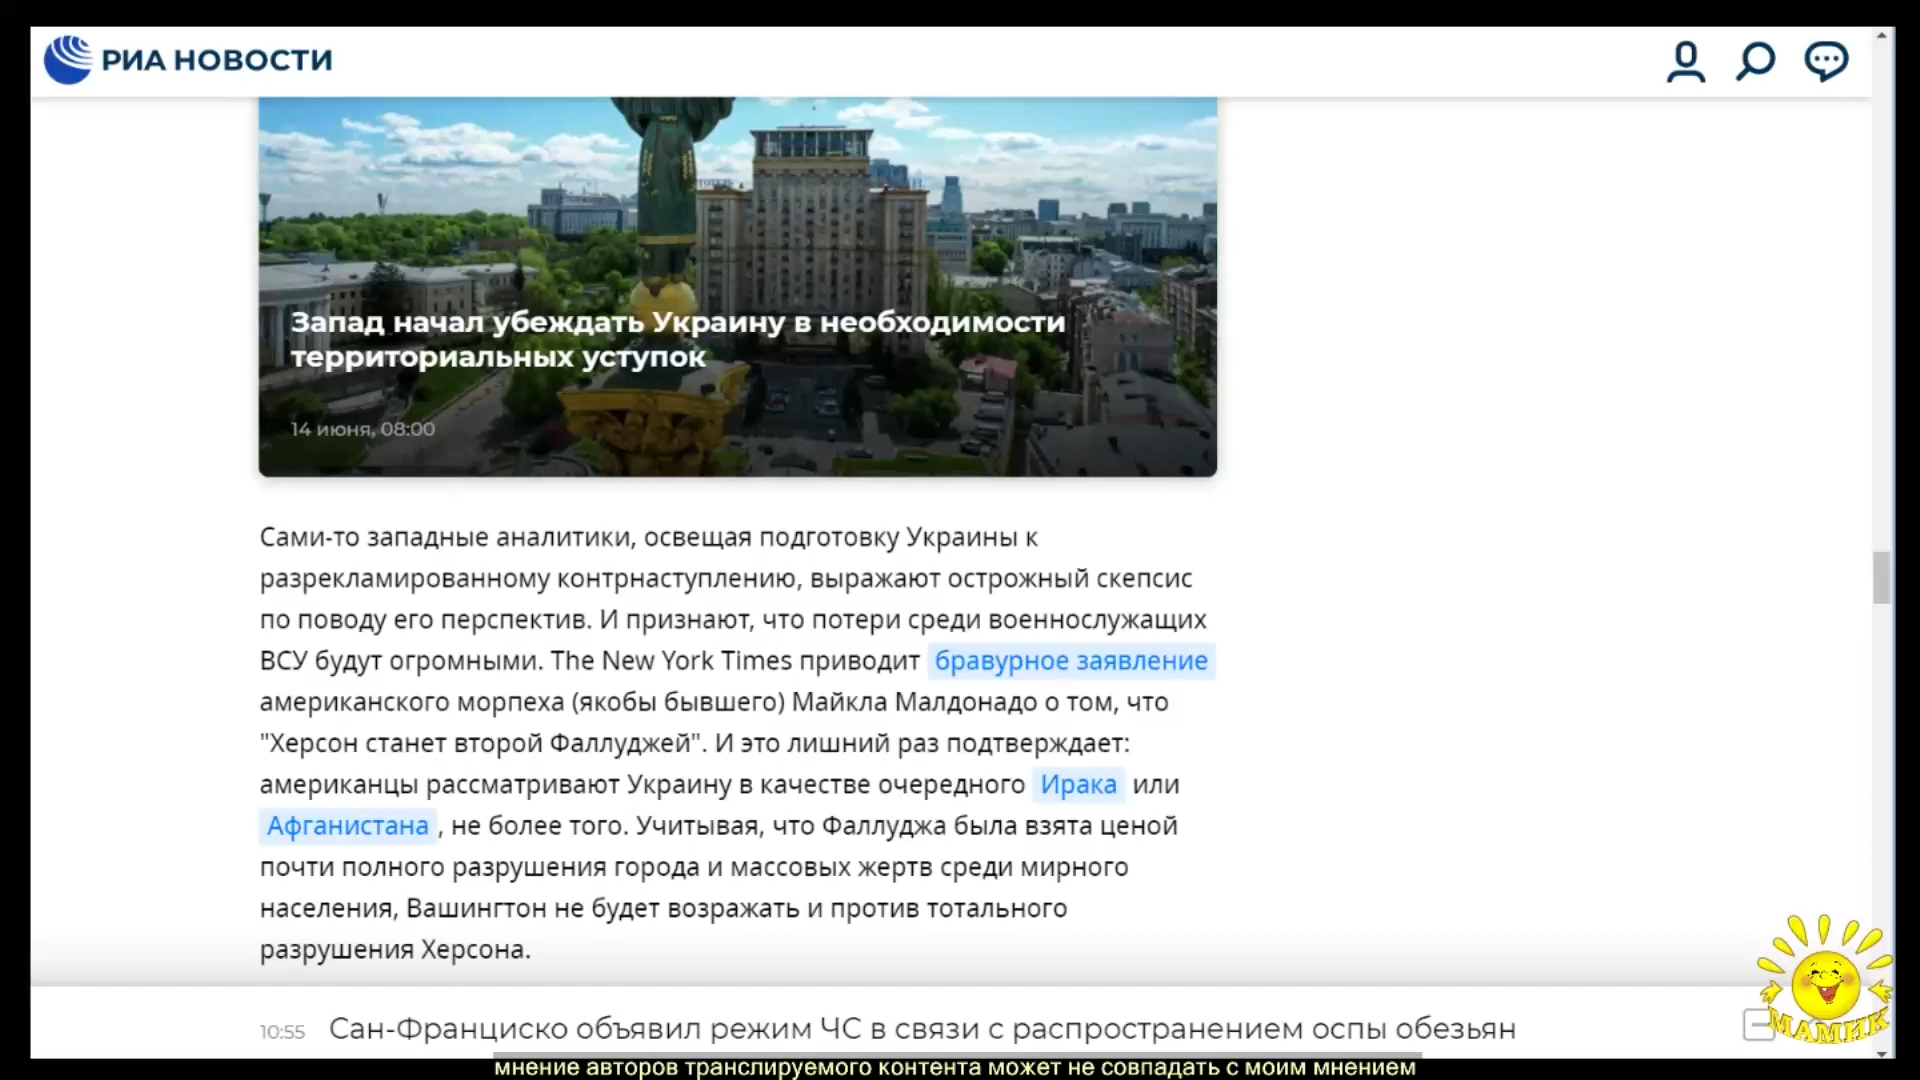 РИА НОВОСТИ
Запад начал убеждать Украину в необходимости
территориальных уступок
14 июня, 08:00
Сами-то западные аналитики, освещая подготовку Украины к
разрекламированному контрнаступлению, выражают острожный скепсис
по поводу его перспектив. И признают, что потери среди военнослужащих
ВСУ будут огромными. The New York Times приводит бравурное заявление
американского морпеха (якобы бывшего) Майкла Малдонадо о том, что
"Херсон станет второй Фаллуджей". И это лишний раз подтверждает:
американцы рассматривают Украину в качестве очередного Ирака или
Афганистана , не более того. Учитывая, что Фаллуджа была взята ценой
почти полного разрушения города и массовых жертв среди мирного
населения, Вашингтон не будет возражать и против тотального
разрушения Херсона.
10:55 Сан-Франциско объявил режим ЧС в связи с распространением оспы обезьян
МАМИК
мнение авторов транслируемого контента может не совпадать с моим мнением